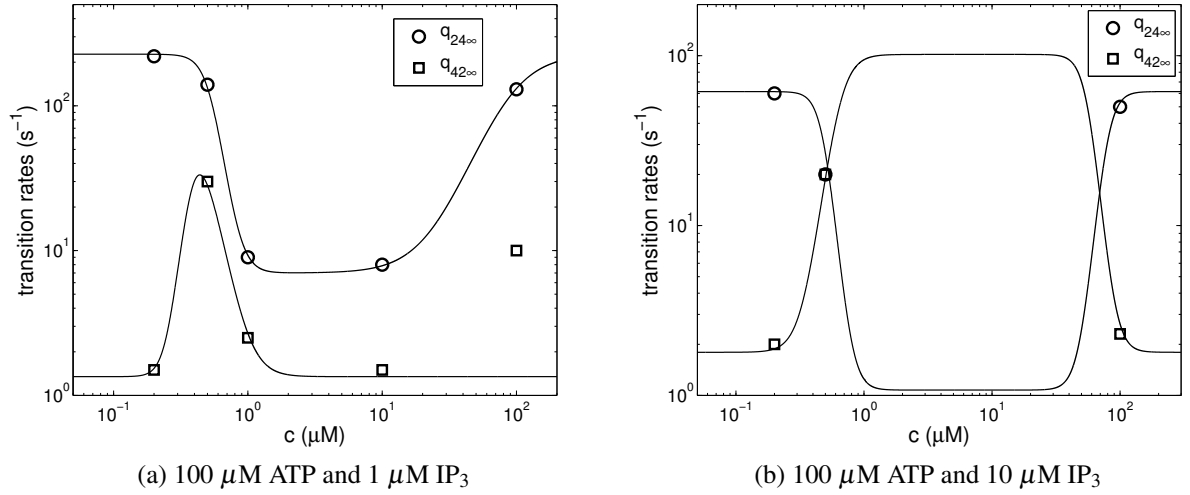 q24∞
q42∞
10²
10¹
10⁰
transition rates (s⁻¹)
10⁻¹ 10⁰ 10¹ 10²
c (μM)
(a) 100 μM ATP and 1 μM IP₃
q24∞
q42∞
10²
10¹
10⁰
transition rates (s⁻¹)
10⁻¹ 10⁰ 10¹ 10²
c (μM)
(b) 100 μM ATP and 10 μM IP₃